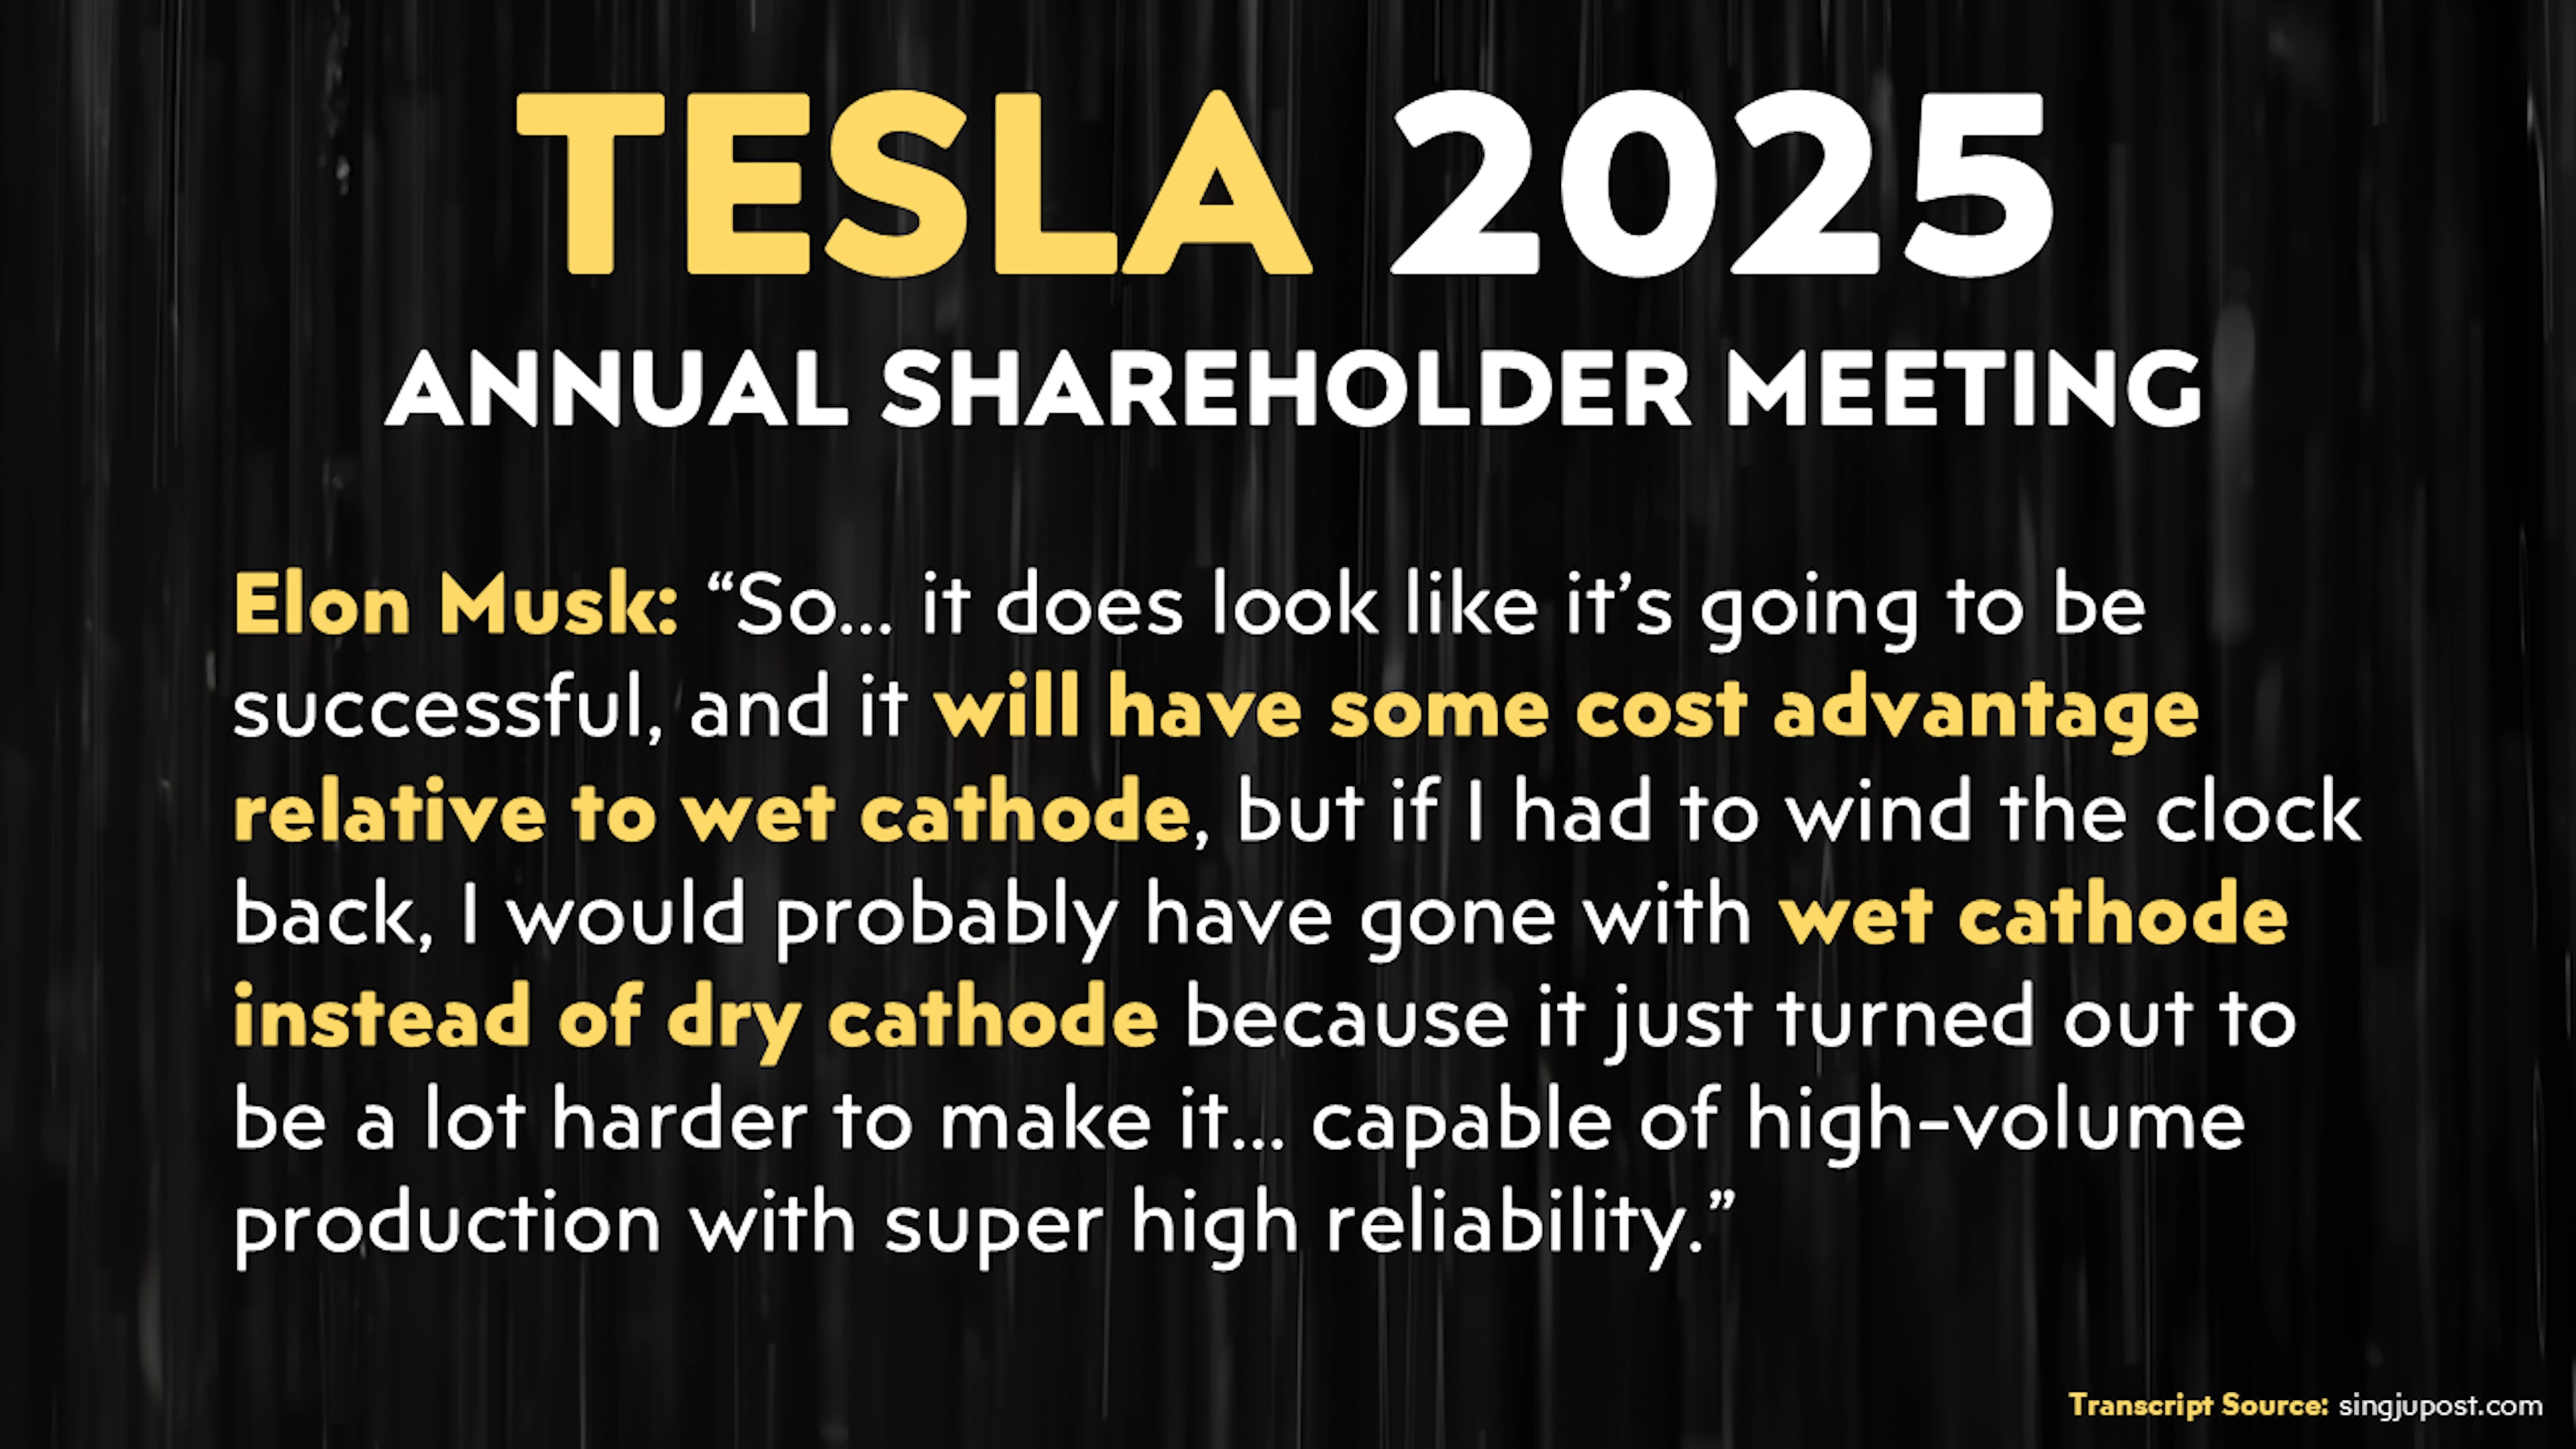 TESLA 2025
ANNUAL SHAREHOLDER MEETING
Elon Musk: “So... it does look like it’s going to be
successful, and it will have some cost advantage
relative to wet cathode, but if I had to wind the clock
back, I would probably have gone with wet cathode
instead of dry cathode because it just turned out to
be a lot harder to make it... capable of high-volume
production with super high reliability.”
Transcript Source: singjupost.com